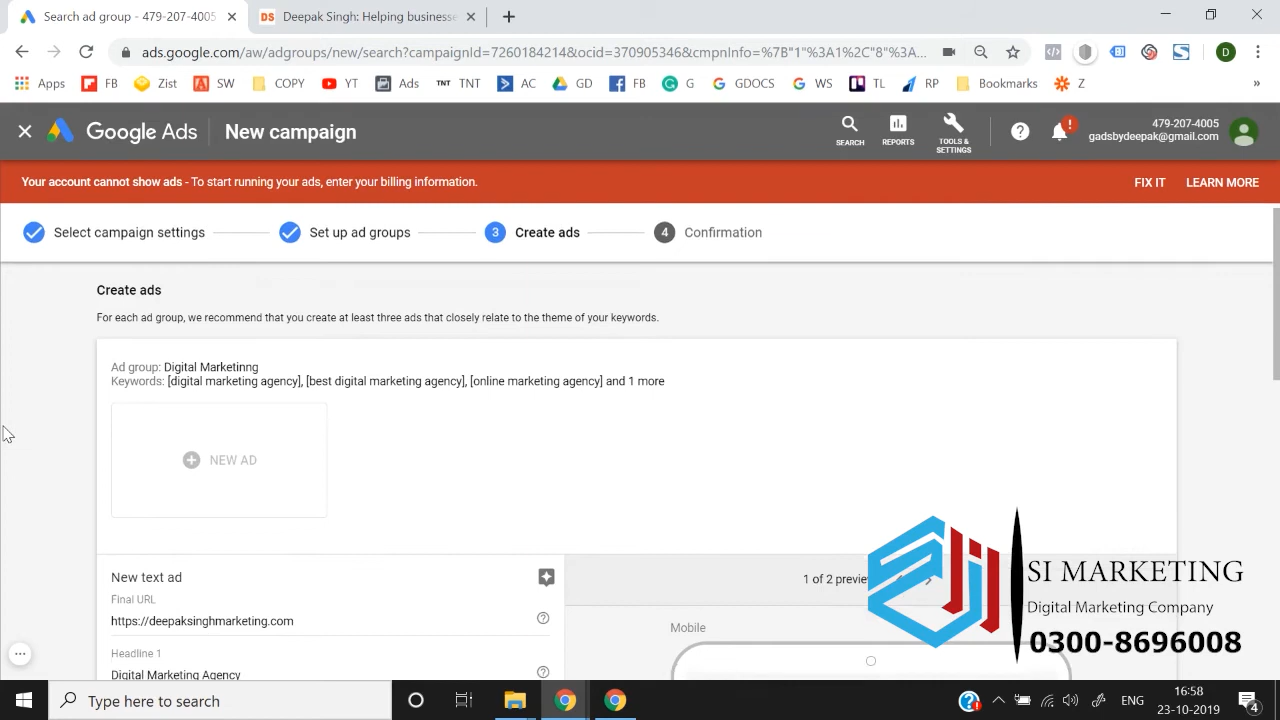 Search ad group - 479-207-4005
DS Deepak Singh: Helping businesse
ads.google.com/aw/adgroups/new/search?campaignId=7260184214&ocid=370905346&cmpnInfo=%7B"1"%3A1%2C"8"%3A...
D
Apps FB Zist SW COPY YT Ads TNT TNT AC GD FB G GDOCS WS TL RP Bookmarks Z »
Google Ads New campaign
SEARCH REPORTS TOOLS & SETTINGS
479-207-4005
gadsbydeepak@gmail.com
Your account cannot show ads - To start running your ads, enter your billing information. FIX IT LEARN MORE
Select campaign settings Set up ad groups 3 Create ads 4 Confirmation
Create ads
For each ad group, we recommend that you create at least three ads that closely relate to the theme of your keywords.
Ad group: Digital Marketinng
Keywords: [digital marketing agency], [best digital marketing agency], [online marketing agency] and 1 more
NEW AD
New text ad
1 of 2 previe
Final URL
https://deepaksinghmarketing.com
Mobile
Headline 1
Digital Marketing Agency
SI MARKETING
Digital Marketing Company
0300-8696008
Type here to search
ENG
16:58
23-10-2019
4